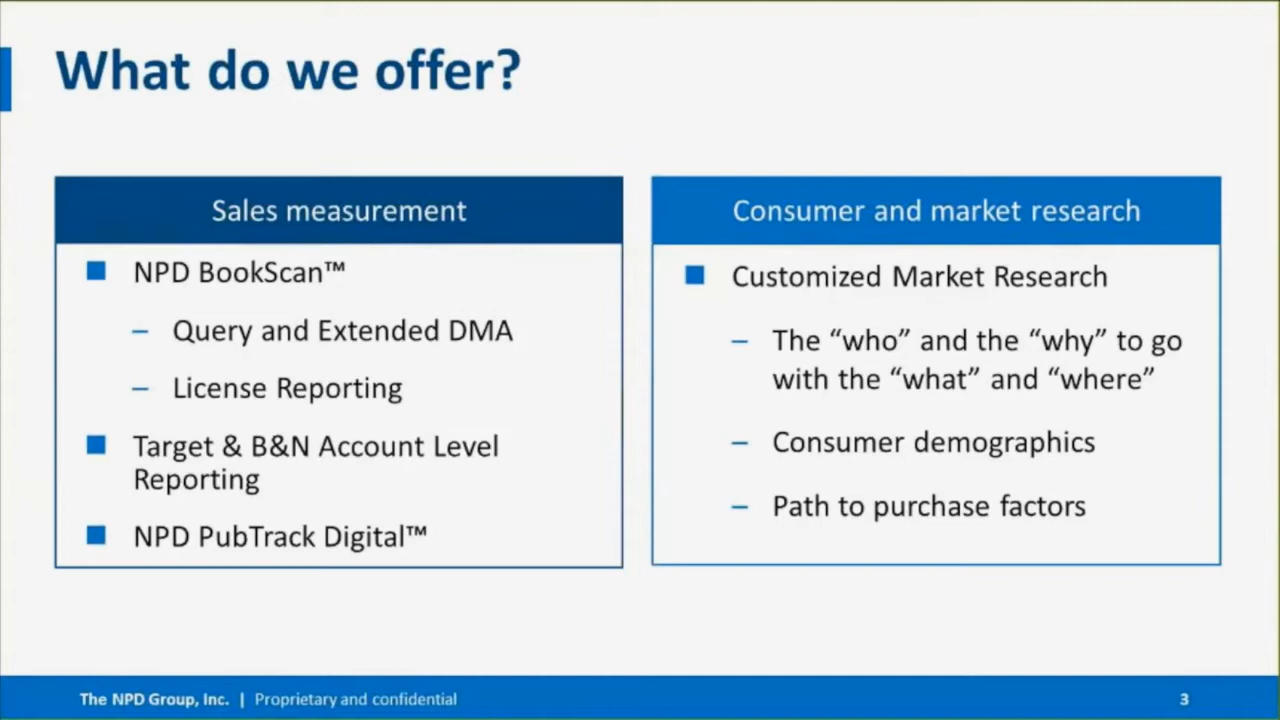 What do we offer?
Sales measurement
NPD BookScan™
– Query and Extended DMA
– License Reporting
Target & B&N Account Level
Reporting
NPD PubTrack Digital™
Consumer and market research
Customized Market Research
– The “who” and the “why” to go
with the “what” and “where”
– Consumer demographics
– Path to purchase factors
The NPD Group, Inc. | Proprietary and confidential
3